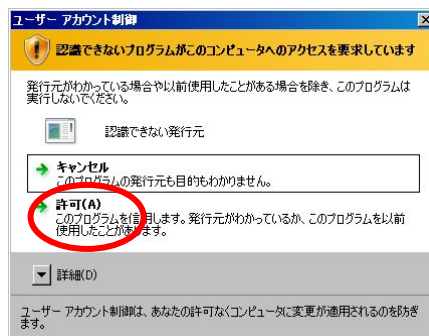 ユーザー アカウント制御
認識できないプログラムがこのコンピュータへのアクセスを要求しています
発行元がわかっている場合や以前使用したことがある場合を除き、このプログラムは
実行しないでください。
認識できない発行元
キャンセル
このプログラムの発行元も目的もわかりません。
許可(A)
このプログラムを信用します。発行元がわかっているか、このプログラムを以前
使用したことがあります。
詳細(D)
ユーザー アカウント制御は、あなたの許可なくコンピュータに変更が適用されるのを防ぎ
ます。